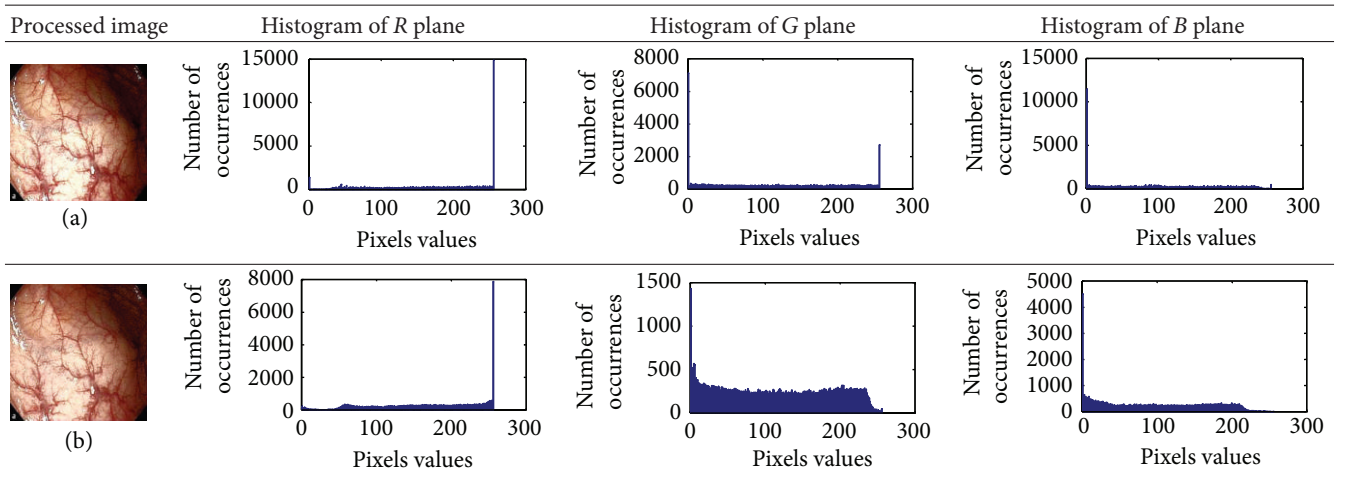 Processed image Histogram of R plane Histogram of G plane Histogram of B plane
Number of occurrences
15000
10000
5000
0
0 100 200 300
Pixels values
Number of occurrences
8000
6000
4000
2000
0
0 100 200 300
Pixels values
Number of occurrences
15000
10000
5000
0
0 100 200 300
Pixels values
(a)
Number of occurrences
8000
6000
4000
2000
0
0 100 200 300
Pixels values
Number of occurrences
1500
1000
500
0
0 100 200 300
Pixels values
Number of occurrences
5000
4000
3000
2000
1000
0
0 100 200 300
Pixels values
(b)